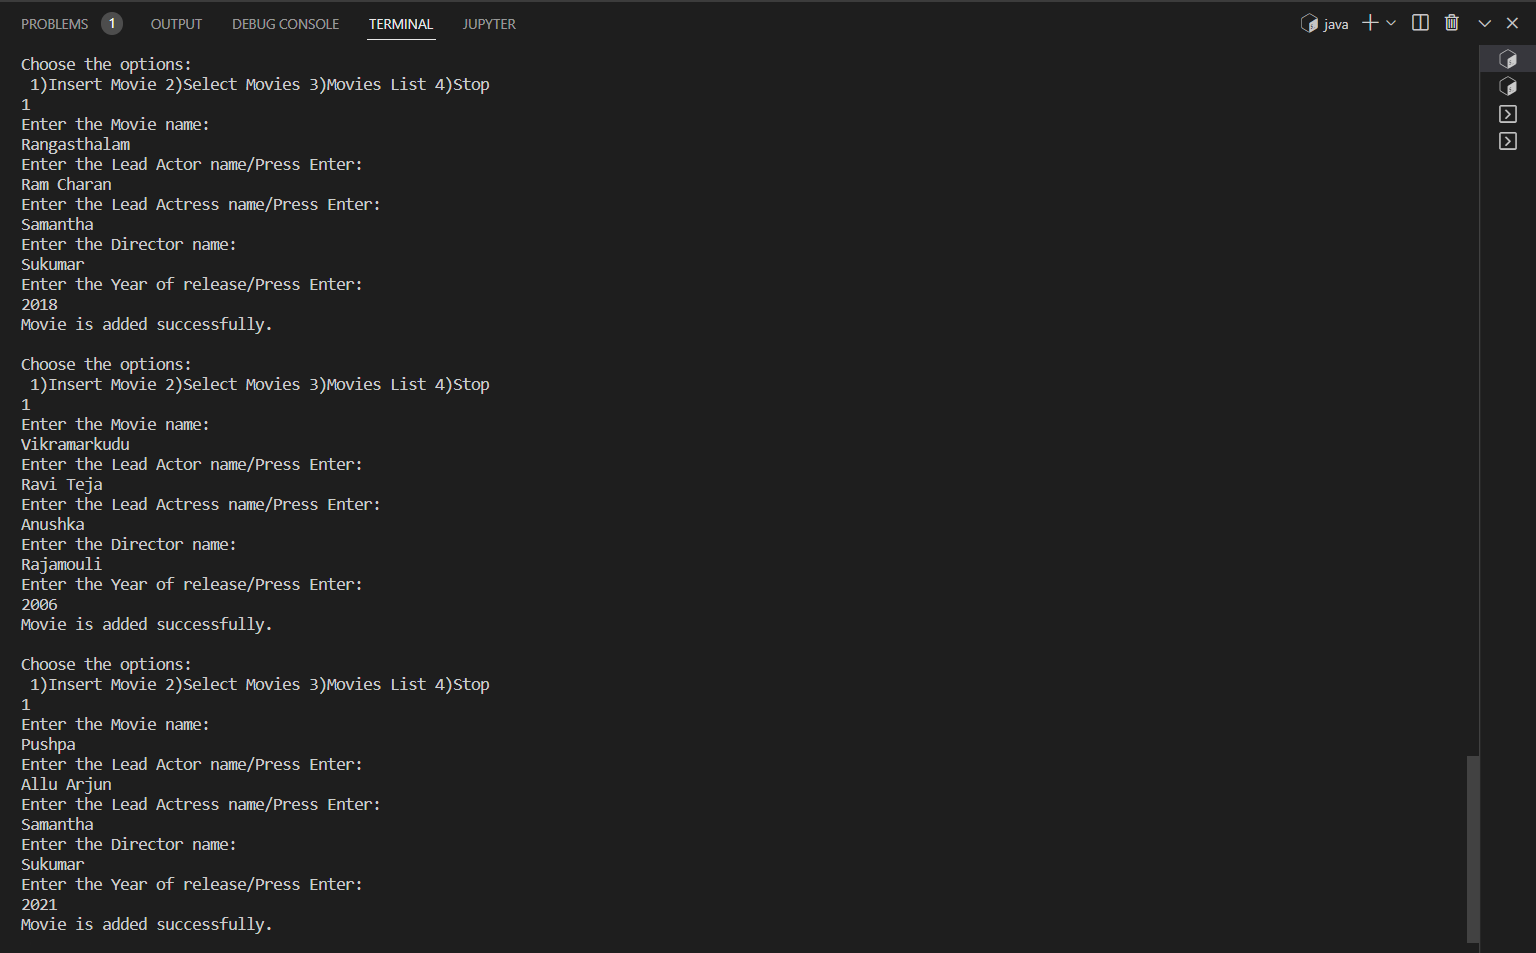 PROBLEMS 1 OUTPUT DEBUG CONSOLE TERMINAL JUPYTER java
Choose the options:
 1)Insert Movie 2)Select Movies 3)Movies List 4)Stop
1
Enter the Movie name:
Rangasthalam
Enter the Lead Actor name/Press Enter:
Ram Charan
Enter the Lead Actress name/Press Enter:
Samantha
Enter the Director name:
Sukumar
Enter the Year of release/Press Enter:
2018
Movie is added successfully.

Choose the options:
 1)Insert Movie 2)Select Movies 3)Movies List 4)Stop
1
Enter the Movie name:
Vikramarkudu
Enter the Lead Actor name/Press Enter:
Ravi Teja
Enter the Lead Actress name/Press Enter:
Anushka
Enter the Director name:
Rajamouli
Enter the Year of release/Press Enter:
2006
Movie is added successfully.

Choose the options:
 1)Insert Movie 2)Select Movies 3)Movies List 4)Stop
1
Enter the Movie name:
Pushpa
Enter the Lead Actor name/Press Enter:
Allu Arjun
Enter the Lead Actress name/Press Enter:
Samantha
Enter the Director name:
Sukumar
Enter the Year of release/Press Enter:
2021
Movie is added successfully.